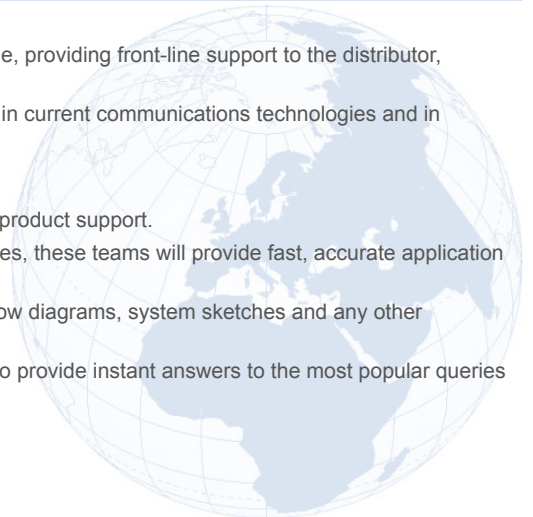 e, providing front-line support to the distributor,
in current communications technologies and in
product support.
es, these teams will provide fast, accurate application
ow diagrams, system sketches and any other
o provide instant answers to the most popular queries